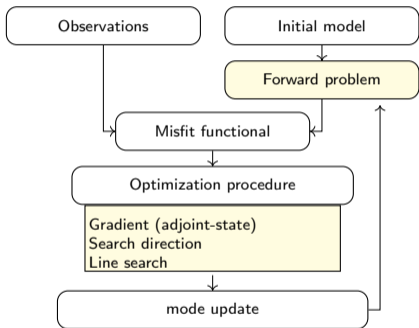 Observations
Initial model
Forward problem
Misfit functional
Optimization procedure
Gradient (adjoint-state)
Search direction
Line search
mode update